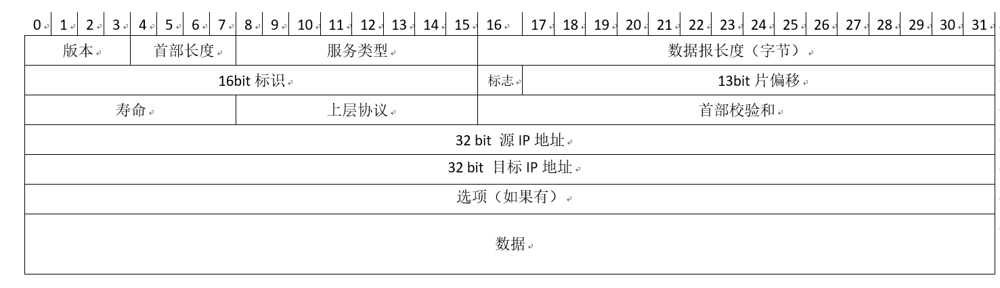 0 1 2 3 4 5 6 7 8 9 10 11 12 13 14 15 16 17 18 19 20 21 22 23 24 25 26 27 28 29 30 31
版本 首部长度 服务类型 数据报长度（字节）
16bit 标识 标志 13bit 片偏移
寿命 上层协议 首部校验和
32 bit 源 IP 地址
32 bit 目标 IP 地址
选项（如果有）
数据